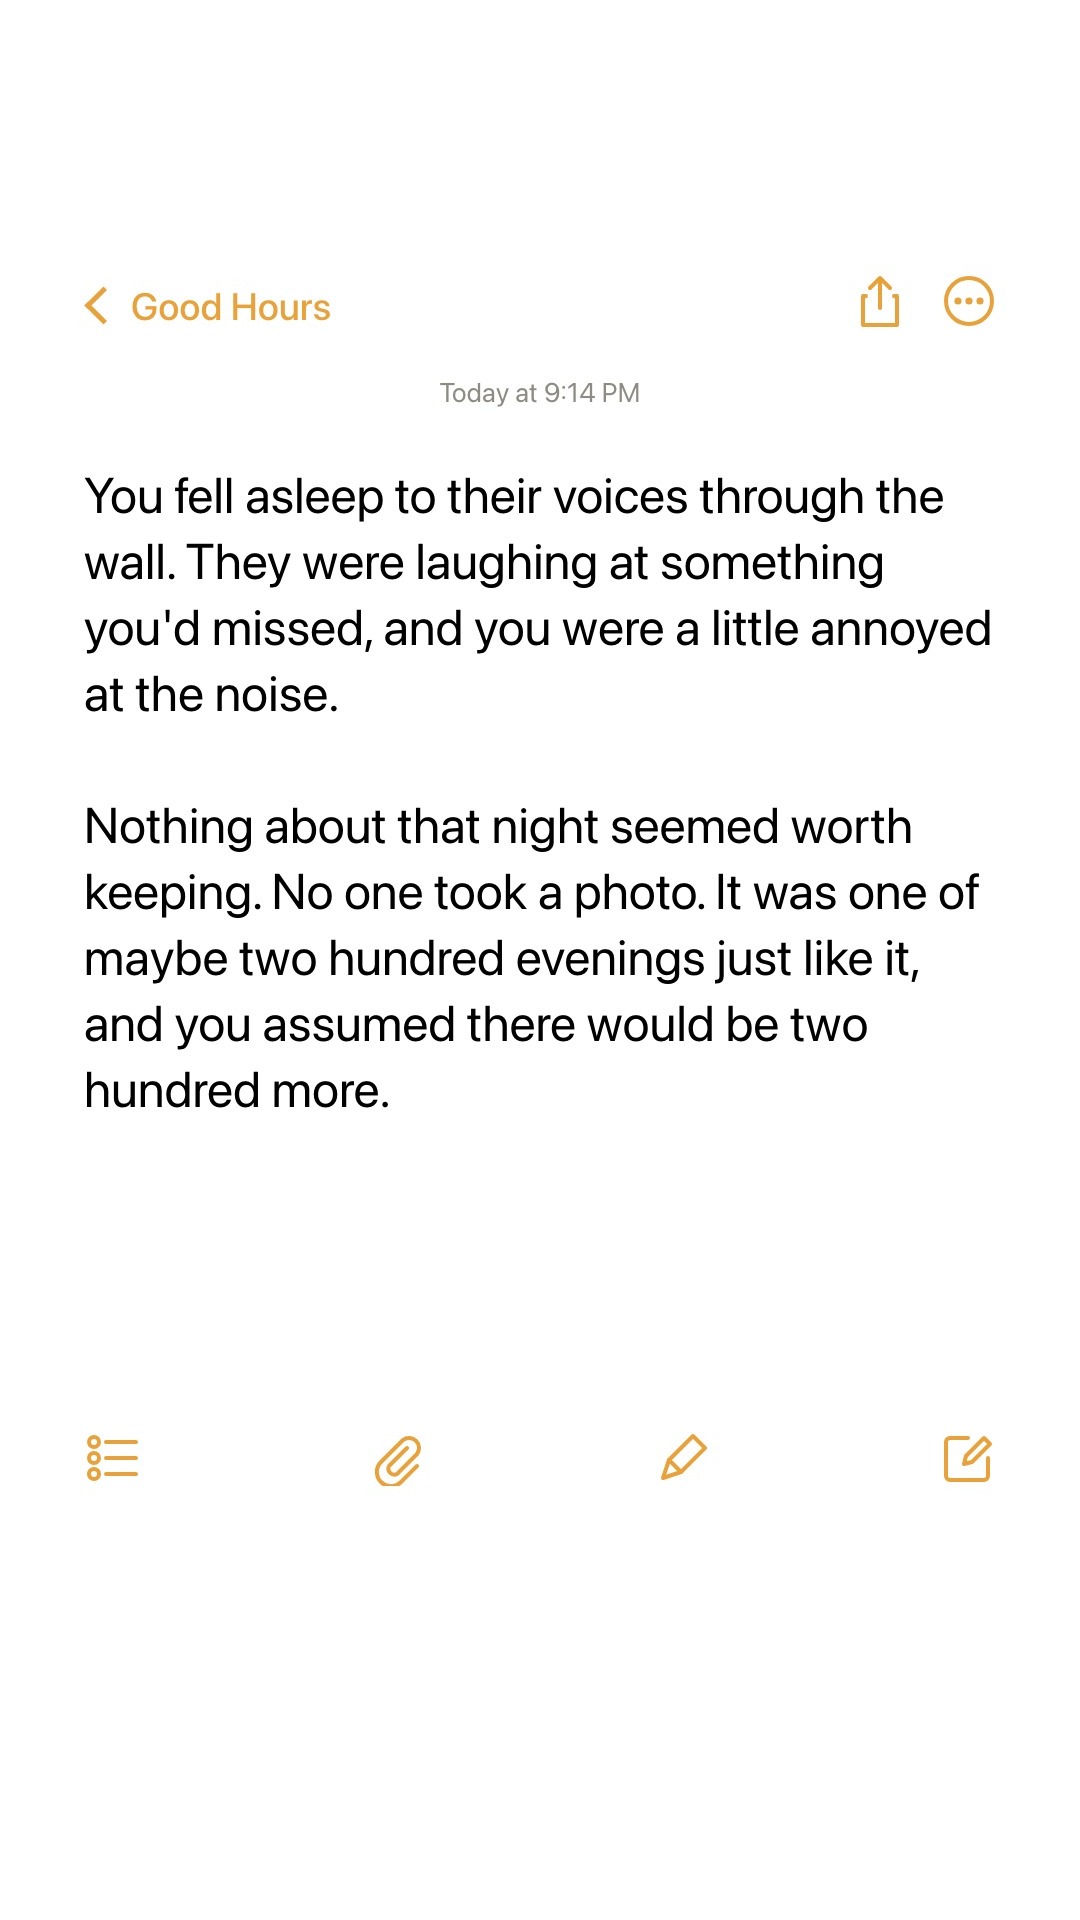 Good Hours
Today at 9:14 PM
You fell asleep to their voices through the
wall. They were laughing at something
you'd missed, and you were a little annoyed
at the noise.
Nothing about that night seemed worth
keeping. No one took a photo. It was one of
maybe two hundred evenings just like it,
and you assumed there would be two
hundred more.